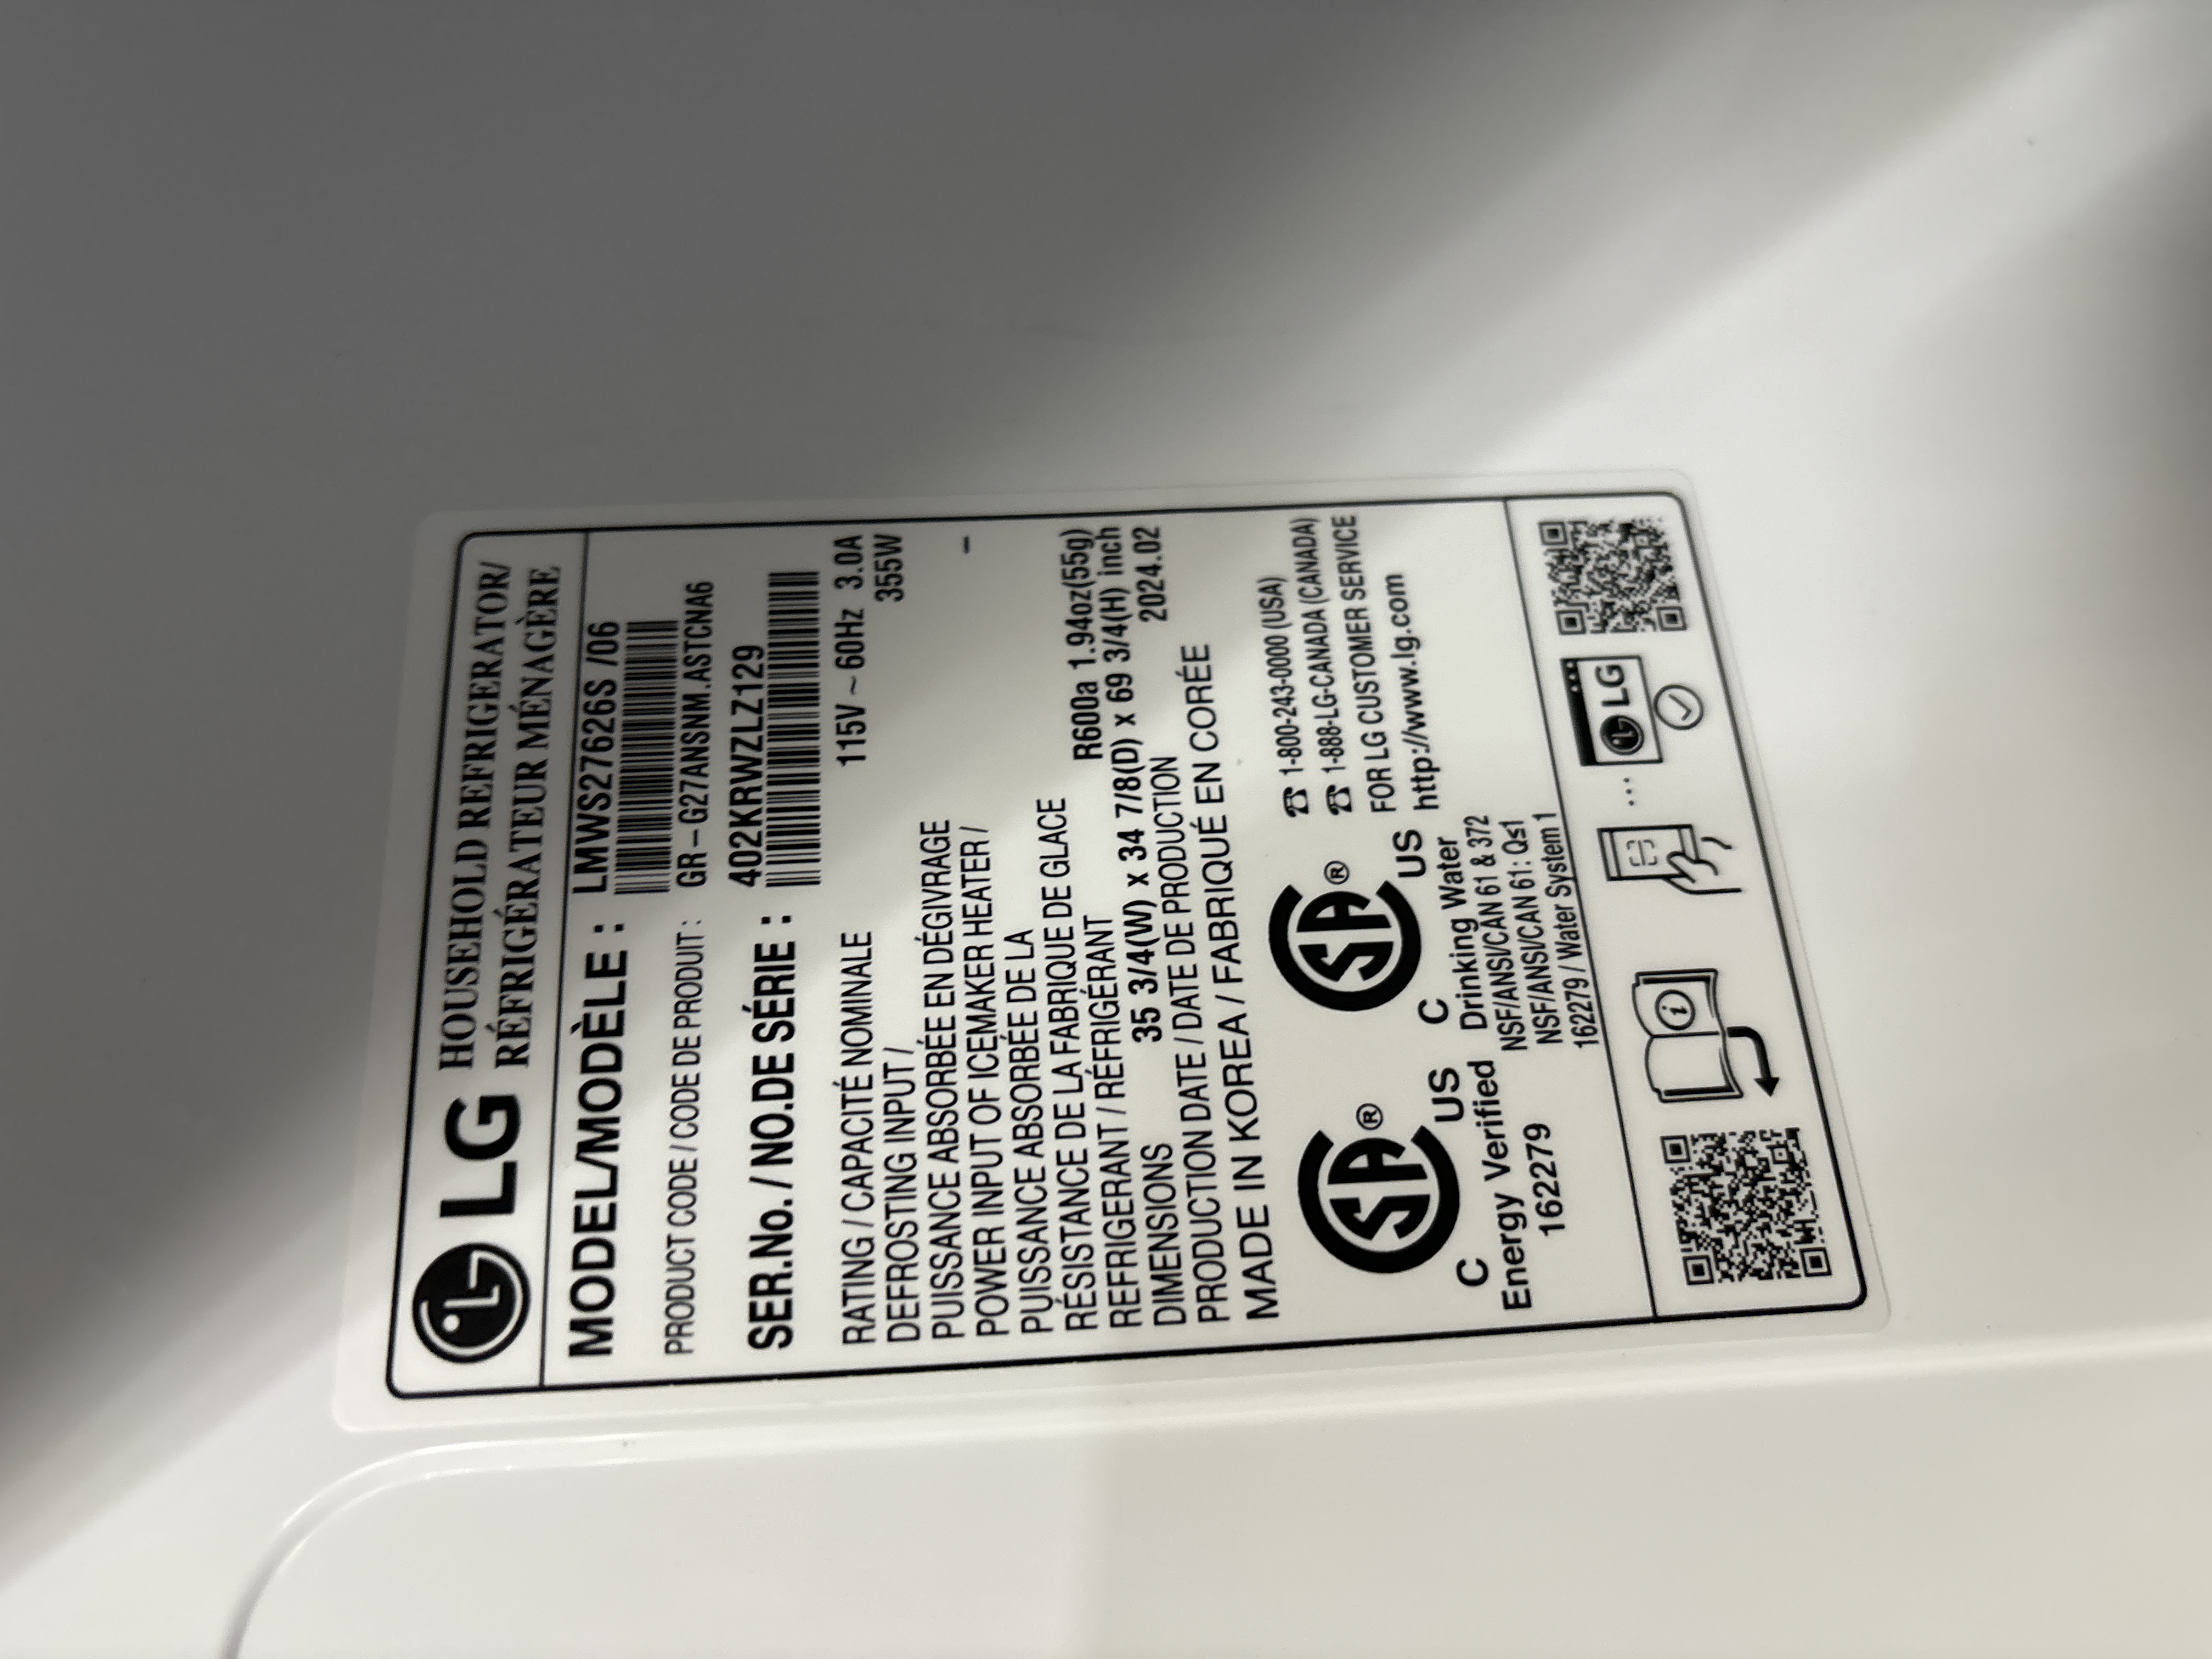 LG HOUSEHOLD REFRIGERATOR/
RÉFRIGÉRATEUR MÉNAGÈRE
MODEL/MODÈLE : LMWS27626S /06
PRODUCT CODE / CODE DE PRODUIT : GR-G27ANSNM.ASTCNA6
SER.No. / NO.DE SÉRIE : 402KRWZLZ129
RATING / CAPACITÉ NOMINALE 115V ~ 60Hz 3.0A
DEFROSTING INPUT / 355W
PUISSANCE ABSORBÉE EN DÉGIVRAGE
POWER INPUT OF ICEMAKER HEATER / –
PUISSANCE ABSORBÉE DE LA
RÉSISTANCE DE LA FABRIQUE DE GLACE
REFRIGERANT / RÉFRIGÉRANT R600a 1.94oz(55g)
DIMENSIONS 35 3/4(W) x 34 7/8(D) x 69 3/4(H) inch
PRODUCTION DATE / DATE DE PRODUCTION 2024.02
MADE IN KOREA / FABRIQUÉ EN CORÉE
SA ® C US
Energy Verified
162279
SA ® C US
Drinking Water
NSF/ANSI/CAN 61 & 372
NSF/ANSI/CAN 61: Q≤1
162279 / Water System 1
1-800-243-0000 (USA)
1-888-LG-CANADA (CANADA)
FOR LG CUSTOMER SERVICE
http://www.lg.com
i
... LG